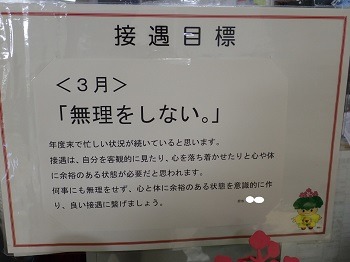 接遇目標
＜３月＞
「無理をしない。」
年度末で忙しい状況が続いていると思います。
接遇は、自分を客観的に見たり、心を落ち着かせたりと心や体
に余裕のある状態が必要だと思われます。
何事にも無理をせず、心と体に余裕のある状態を意識的に作
り、良い接遇に繋げましょう。